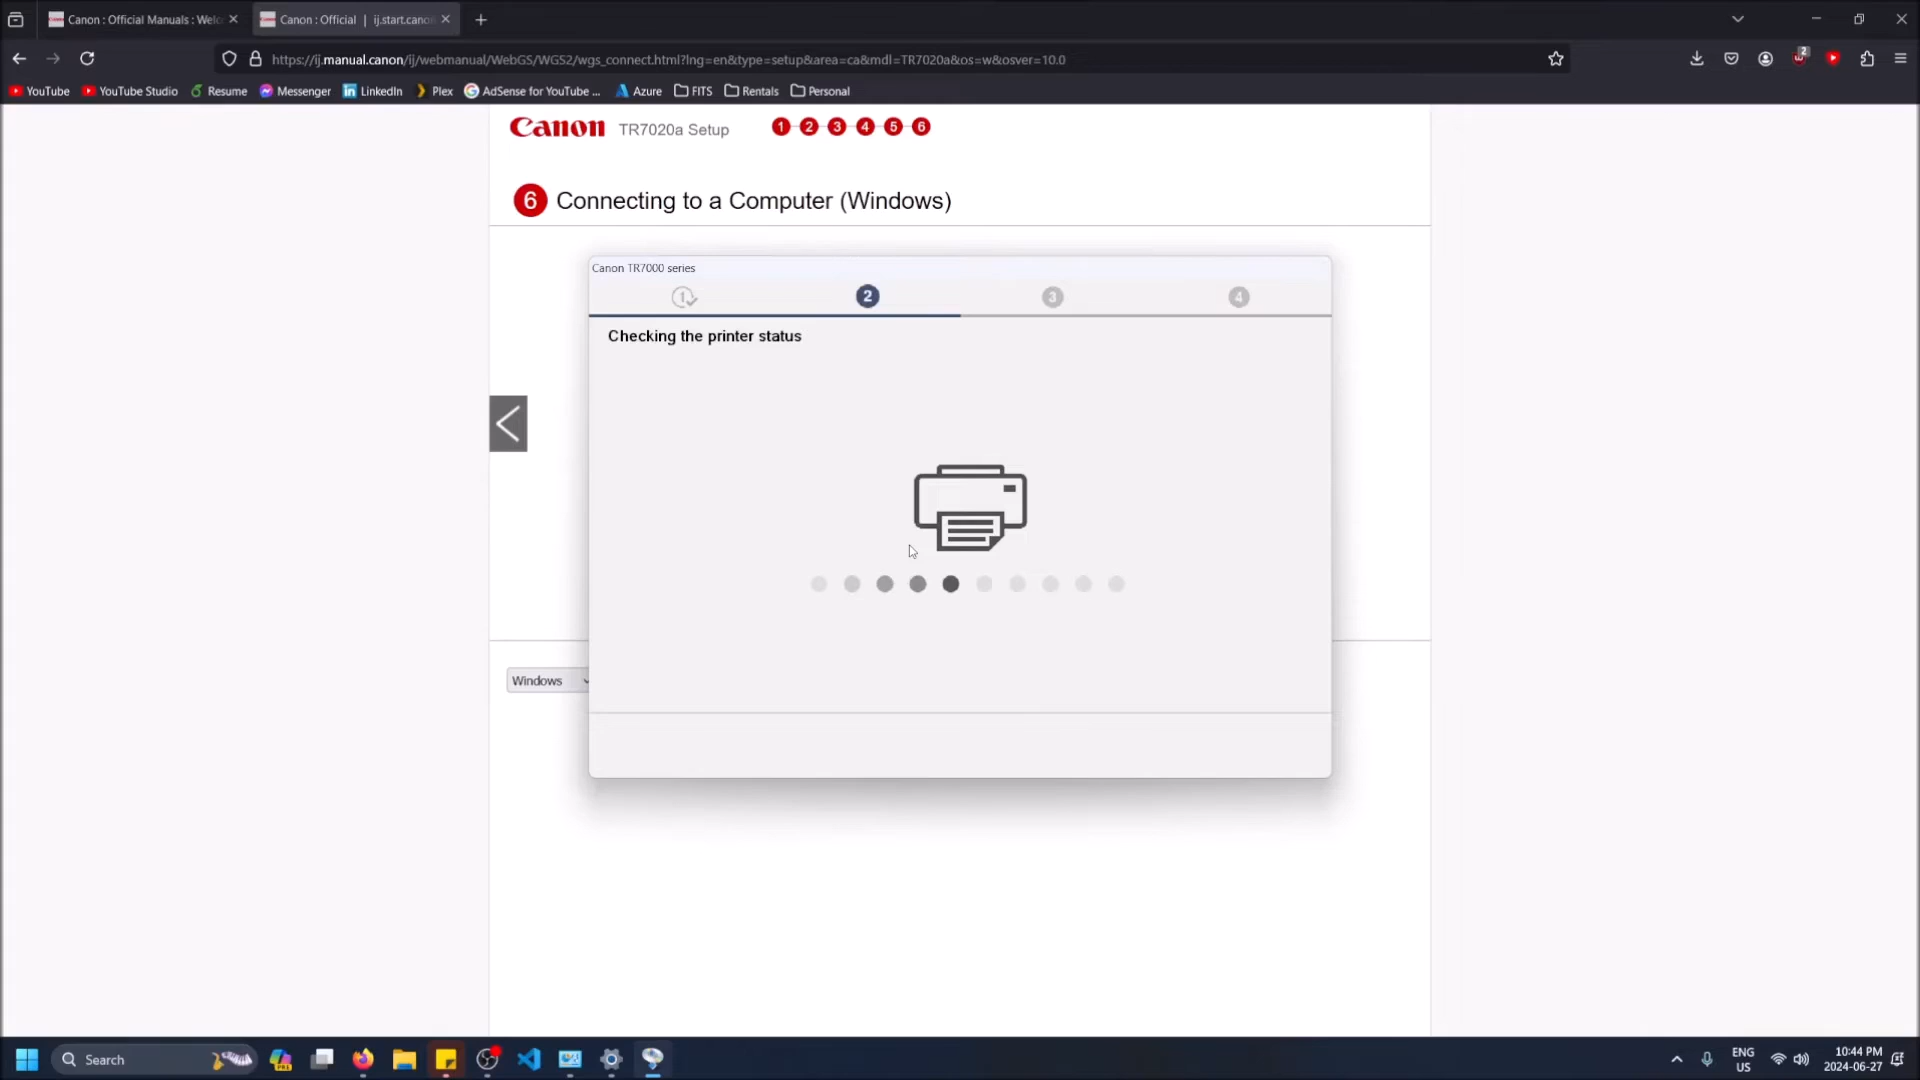 Canon : Official Manuals : Welc
Canon : Official | ij.start.canon
https://ij.manual.canon/ij/webmanual/WebGS/WGS2/wgs_connect.html?lng=en&type=setup&area=ca&mdl=TR7020a&os=w&osver=10.0
2
YouTube
YouTube Studio
Resume
Messenger
LinkedIn
Plex
AdSense for YouTube ...
Azure
FITS
Rentals
Personal
Canon TR7020a Setup 1 2 3 4 5 6
6 Connecting to a Computer (Windows)
Canon TR7000 series
1 2 3 4
Checking the printer status
Windows
Search
ENG
US
10:44 PM
2024-06-27